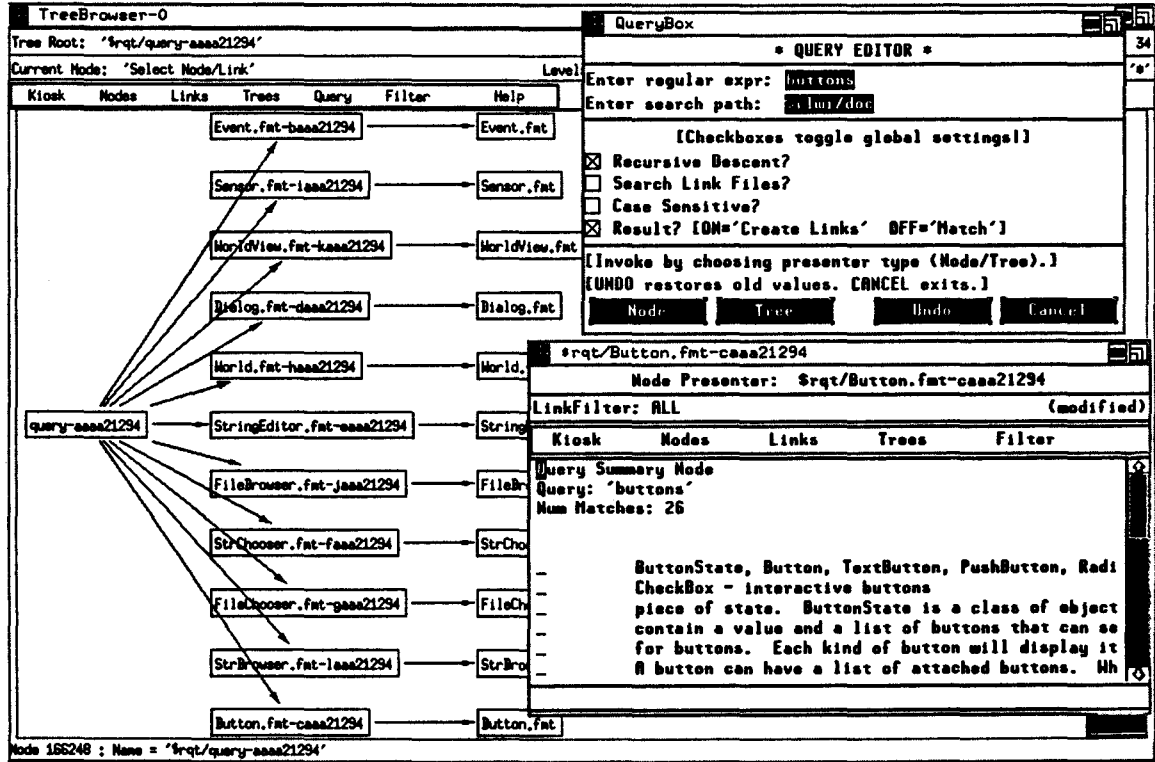 TreeBrowser-0
Tree Root: '$rqt/query-aaaa21294'
34
Current Mode: 'Select Node/Link'
Level
'*'
Kiosk Nodes Links Trees Query Filter Help
Event.fmt-baaa21294 Event.fmt
Sensor.fmt-iaaa21294 Sensor.fmt
WorldView.fmt-kaaa21294 WorldView.fmt
Dialog.fmt-daaa21294 Dialog.fmt
World.fmt-haaa21294 World.
query-aaaa21294 StringEditor.fmt-eaaa21294 String
FileBrowser.fmt-jaaa21294 FileBr
StrChooser.fmt-faaa21294 StrCho
FileChooser.fmt-gaaa21294 FileCh
StrBrowser.fmt-laaa21294 StrBro
Button.fmt-caaa21294 Button.fmt
Node 166248 : Name = '$rqt/query-aaaa21294'
QueryBox
* QUERY EDITOR *
Enter regular expr: buttons
Enter search path:
[Checkboxes toggle global settings!]
Recursive Descent?
Search Link Files?
Case Sensitive?
Result? [ON='Create Links' OFF='Match']
[Invoke by choosing presenter type (Node/Tree).]
[UNDO restores old values. CANCEL exits.]
Node Tree Undo Cancel
$rqt/Button.fmt-caaa21294
Node Presenter: $rqt/Button.fmt-caaa21294
LinkFilter: ALL (modified)
Kiosk Nodes Links Trees Filter
Query Summary Node
Query: 'buttons'
Num Matches: 26
_ ButtonState, Button, TextButton, PushButton, Radi
_ CheckBox - interactive buttons
_ piece of state. ButtonState is a class of object
_ contain a value and a list of buttons that can se
_ for buttons. Each kind of button will display it
_ A button can have a list of attached buttons. Wh